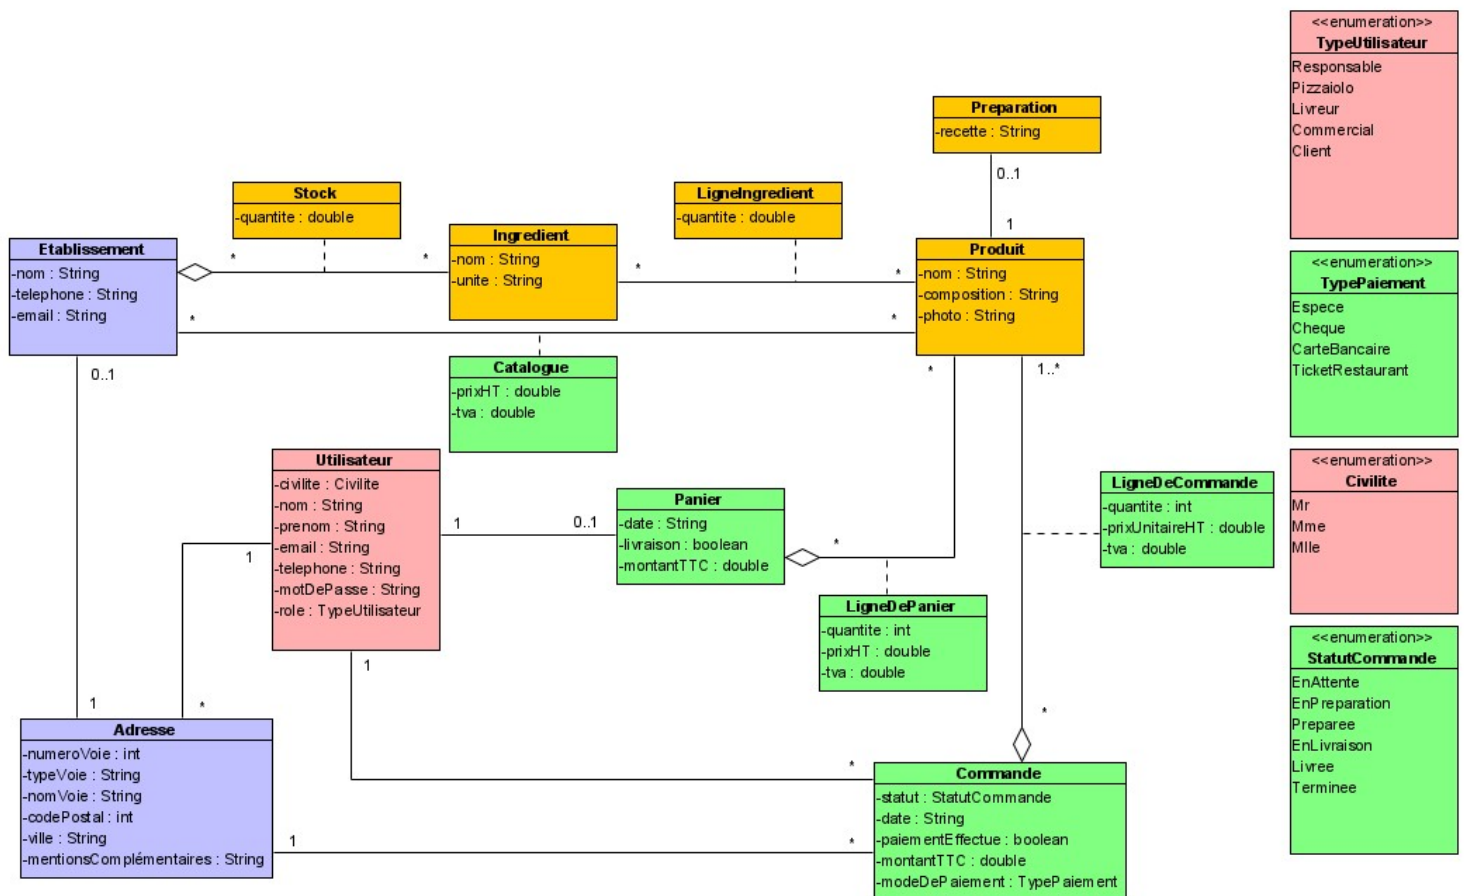 <<enumeration>>
TypeUtilisateur
Responsable
Pizzaiolo
Livreur
Commercial
Client
Preparation
-recette : String
0..1
1
Stock
-quantite : double
LigneIngredient
-quantite : double
Ingredient
-nom : String
-unite : String
Etablissement
-nom : String
-telephone : String
-email : String
*
*
*
*
*
*
Produit
-nom : String
-composition : String
-photo : String
<<enumeration>>
TypePaiement
Espece
Cheque
CarteBancaire
TicketRestaurant
0..1
Catalogue
-prixHT : double
-tva : double
*
1..*
Utilisateur
-civilite : Civilite
-nom : String
-prenom : String
-email : String
-telephone : String
-motDePasse : String
-role : TypeUtilisateur
1
0..1
Panier
-date : String
-livraison : boolean
-montantTTC : double
*
LigneDeCommande
-quantite : int
-prixUnitaireHT : double
-tva : double
<<enumeration>>
Civilite
Mr
Mme
Mlle
1
LigneDePanier
-quantite : int
-prixHT : double
-tva : double
<<enumeration>>
StatutCommande
EnAttente
EnPreparation
Preparee
EnLivraison
Livree
Terminee
1
1
*
*
Adresse
-numeroVoie : int
-typeVoie : String
-nomVoie : String
-codePostal : int
-ville : String
-mentionsComplémentaires : String
*
1
*
Commande
-statut : StatutCommande
-date : String
-paiementEffectue : boolean
-montantTTC : double
-modeDePaiement : TypePaiement